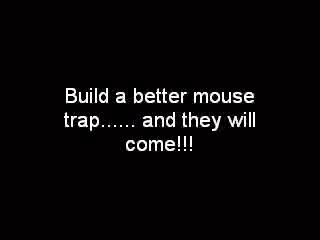 Build a better mouse
trap...... and they will
come!!!